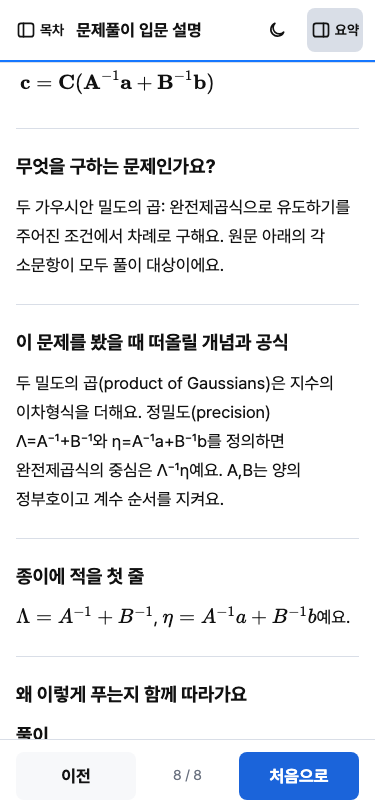 목차 문제풀이 입문 설명 요약
c = C(A⁻¹a + B⁻¹b)
무엇을 구하는 문제인가요?
두 가우시안 밀도의 곱: 완전제곱식으로 유도하기를
주어진 조건에서 차례로 구해요. 원문 아래의 각
소문항이 모두 풀이 대상이에요.
이 문제를 봤을 때 떠올릴 개념과 공식
두 밀도의 곱(product of Gaussians)은 지수의
이차형식을 더해요. 정밀도(precision)
Λ=A⁻¹+B⁻¹와 η=A⁻¹a+B⁻¹b를 정의하면
완전제곱식의 중심은 Λ⁻¹η예요. A,B는 양의
정부호이고 계수 순서를 지켜요.
종이에 적을 첫 줄
Λ = A⁻¹ + B⁻¹, η = A⁻¹a + B⁻¹b예요.
왜 이렇게 푸는지 함께 따라가요
풀이
이전 8 / 8 처음으로